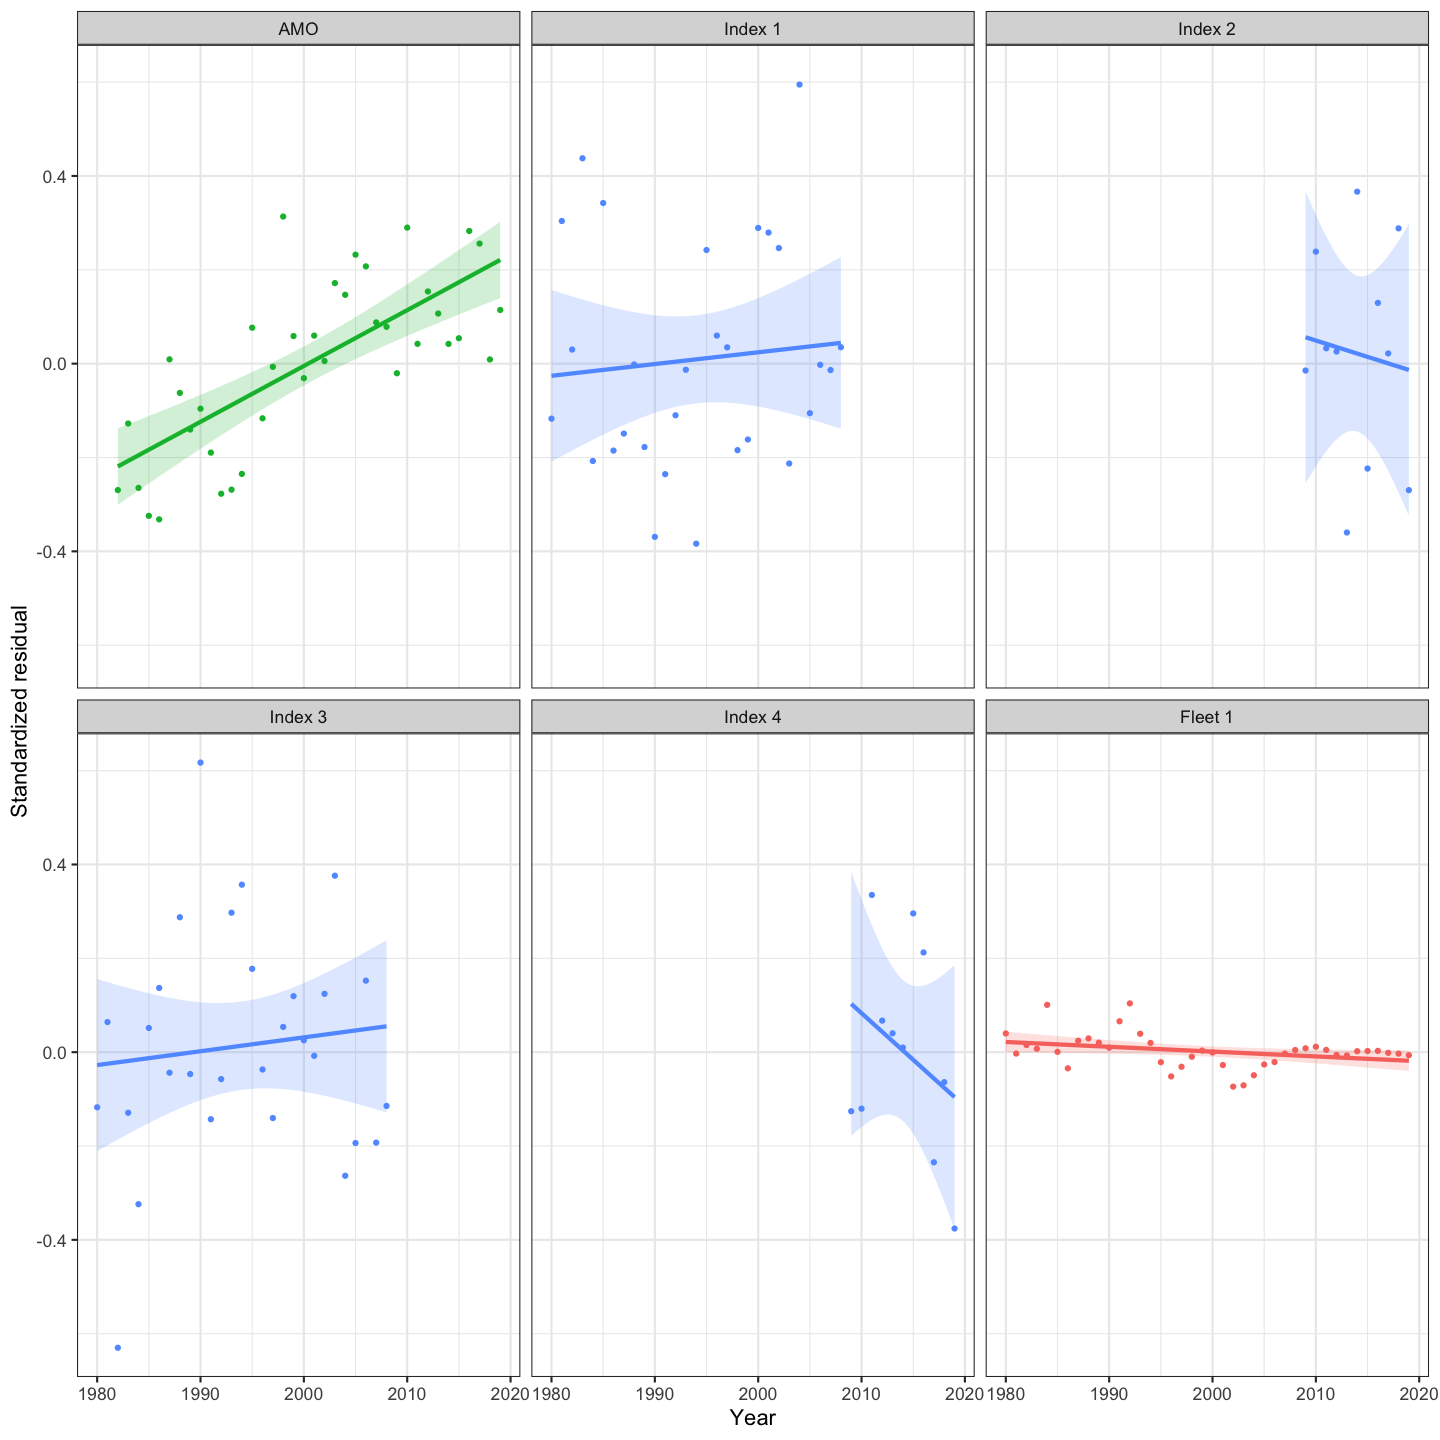 AMO
Index 1
Index 2
0.4
0.0
-0.4
Standardized residual
Index 3
Index 4
Fleet 1
0.4
0.0
-0.4
1980 1990 2000 2010 2020
1980 1990 2000 2010 2020
1980 1990 2000 2010 2020
Year